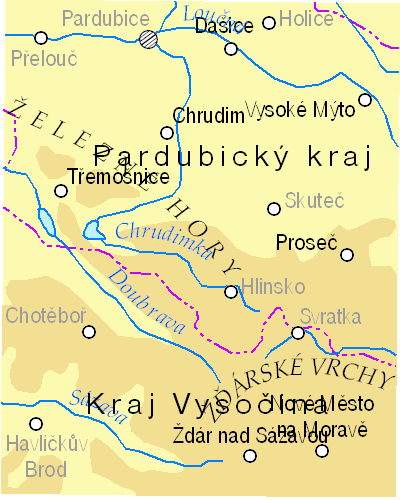 Pardubice
Loučná
Dašice
Holice
Přelouč
Chrudim
Vysoké Mýto
ŽELEZNÉ HORY
Pardubický kraj
Třemošnice
Skuteč
Chrudimka
Proseč
Doubrava
Hlinsko
Chotěboř
Svratka
ŽĎÁRSKÉ VRCHY
Sázava
Kraj Vysočina
Nové Město
na Moravě
Havlíčkův
Brod
Žďár nad Sázavou